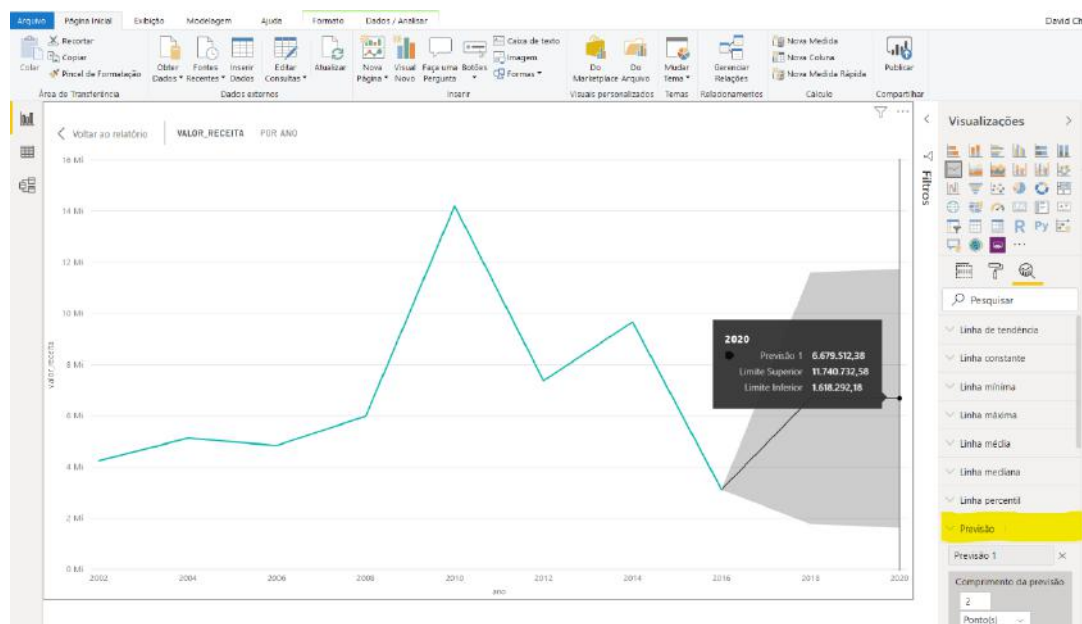 Arquivo Página Inicial Exibição Modelagem Ajuda Formato Dados / Analisar David Ch
Colar
Recortar
Copiar
Pincel de Formatação
Área de Transferência
Obter Dados Fontes Recentes Inserir Dados Editar Consultas Atualizar
Dados externos
Nova Página Visual Novo Faça uma Pergunta Botões
Caixa de texto
Imagem
Formas
Inserir
Do Marketplace Do Arquivo
Visuais personalizados
Mudar Tema
Temas
Gerenciar Relações
Relacionamentos
Nova Medida
Nova Coluna
Nova Medida Rápida
Cálculo
Publicar
Compartilhar
Voltar ao relatório VALOR_RECEITA POR ANO
16 Mi
14 Mi
12 Mi
10 Mi
8 Mi
6 Mi
4 Mi
2 Mi
0 Mi
valor_receita
2002 2004 2006 2008 2010 2012 2014 2016 2018 2020
ano
2020
Previsão 1 6.679.512,38
Limite Superior 11.740.732,58
Limite Inferior 1.618.292,18
Filtros
Visualizações
R Py
Pesquisar
Linha de tendência
Linha constante
Linha mínima
Linha máxima
Linha média
Linha mediana
Linha percentil
Previsão
Previsão 1
Comprimento da previsão
2
Ponto(s)